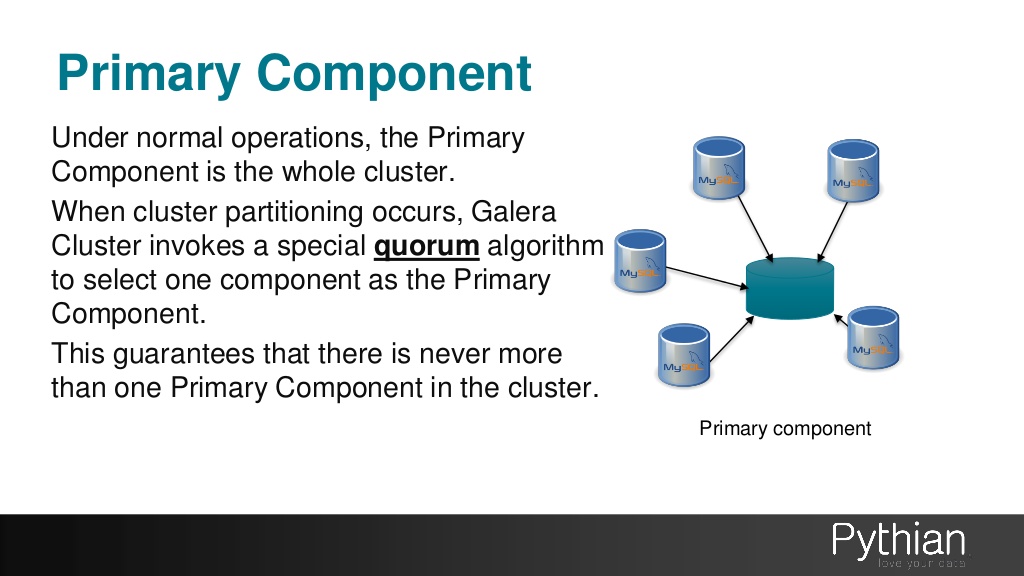 Primary Component
Under normal operations, the Primary
Component is the whole cluster.
When cluster partitioning occurs, Galera
Cluster invokes a special quorum algorithm
to select one component as the Primary
Component.
This guarantees that there is never more
than one Primary Component in the cluster.
MySQL
MySQL
MySQL
MySQL
MySQL
Primary component
Pythian
love your data